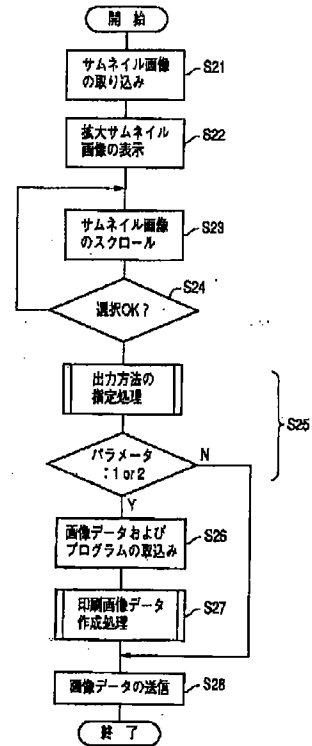 開 始
サムネイル画像
の取り込み
S21
拡大サムネイル
画像の表示
S22
サムネイル画像
のスクロール
S23
選択OK?
S24
出力方法の
指定処理
パラメータ
:1 or 2
N
S25
Y
画像データおよび
プログラムの取込み
S26
印刷画像データ
作成処理
S27
画像データの送信
S28
終 了